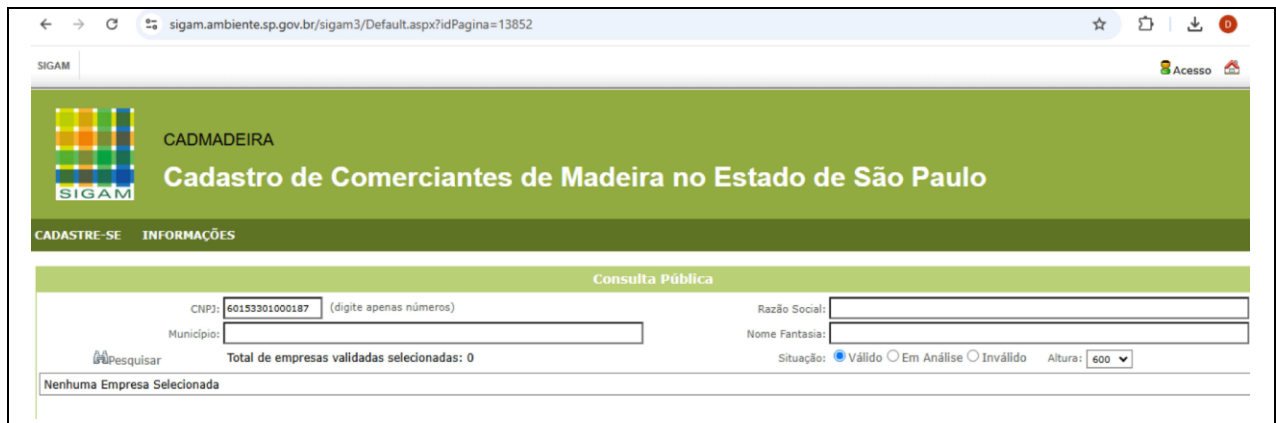 sigam.ambiente.sp.gov.br/sigam3/Default.aspx?idPagina=13852
D
SIGAM
Acesso
SIGAM
CADMADEIRA
Cadastro de Comerciantes de Madeira no Estado de São Paulo
CADASTRE-SE INFORMAÇÕES
Consulta Pública
CNPJ: 60153301000187 (digite apenas números) Razão Social:
Município: Nome Fantasia:
Pesquisar Total de empresas validadas selecionadas: 0 Situação: Válido Em Análise Inválido Altura: 600
Nenhuma Empresa Selecionada